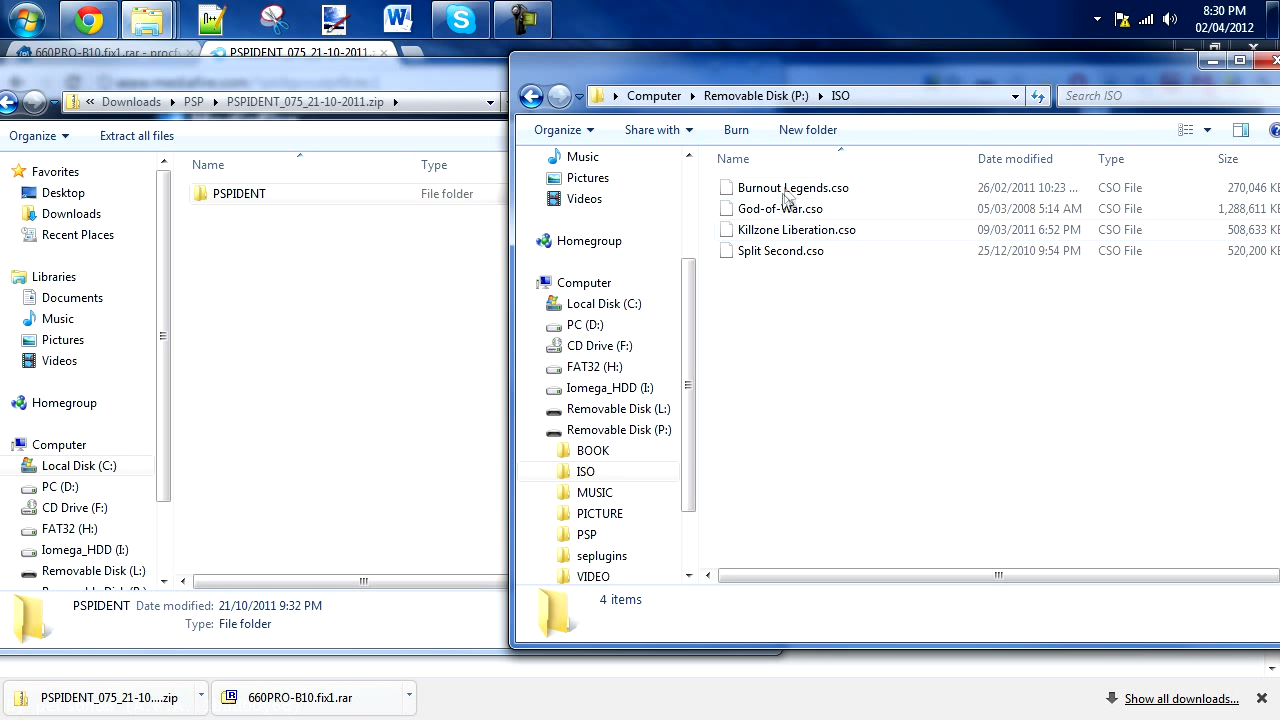 8:30 PM
02/04/2012
660PRO-B10.fix1.rar - procf
PSPIDENT_075_21-10-2011.
Downloads
PSP
PSPIDENT_075_21-10-2011.zip
Organize
Extract all files
Name
Type
Favorites
Desktop
Downloads
Recent Places
Libraries
Documents
Music
Pictures
Videos
Homegroup
Computer
Local Disk (C:)
PC (D:)
CD Drive (F:)
FAT32 (H:)
Iomega_HDD (I:)
Removable Disk (L:)
PSPIDENT
File folder
PSPIDENT Date modified: 21/10/2011 9:32 PM
Type: File folder
Computer
Removable Disk (P:)
ISO
Search ISO
Organize
Share with
Burn
New folder
Music
Pictures
Videos
Homegroup
Computer
Local Disk (C:)
PC (D:)
CD Drive (F:)
FAT32 (H:)
Iomega_HDD (I:)
Removable Disk (L:)
Removable Disk (P:)
BOOK
ISO
MUSIC
PICTURE
PSP
seplugins
VIDEO
Name Date modified Type Size
Burnout Legends.cso 26/02/2011 10:23 ... CSO File 270,046 KB
God-of-War.cso 05/03/2008 5:14 AM CSO File 1,288,611 KB
Killzone Liberation.cso 09/03/2011 6:52 PM CSO File 508,633 KB
Split Second.cso 25/12/2010 9:54 PM CSO File 520,200 KB
4 items
PSPIDENT_075_21-10....zip
660PRO-B10.fix1.rar
Show all downloads...